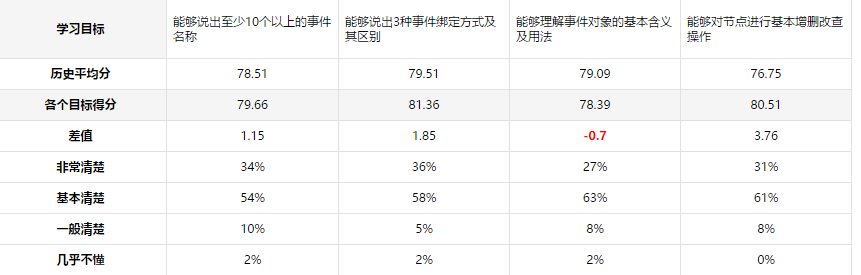 学习目标 能够说出至少10个以上的事件名称 能够说出3种事件绑定方式及其区别 能够理解事件对象的基本含义及用法 能够对节点进行基本增删改查操作
历史平均分 78.51 79.51 79.09 76.75
各个目标得分 79.66 81.36 78.39 80.51
差值 1.15 1.85 -0.7 3.76
非常清楚 34% 36% 27% 31%
基本清楚 54% 58% 63% 61%
一般清楚 10% 5% 8% 8%
几乎不懂 2% 2% 2% 0%